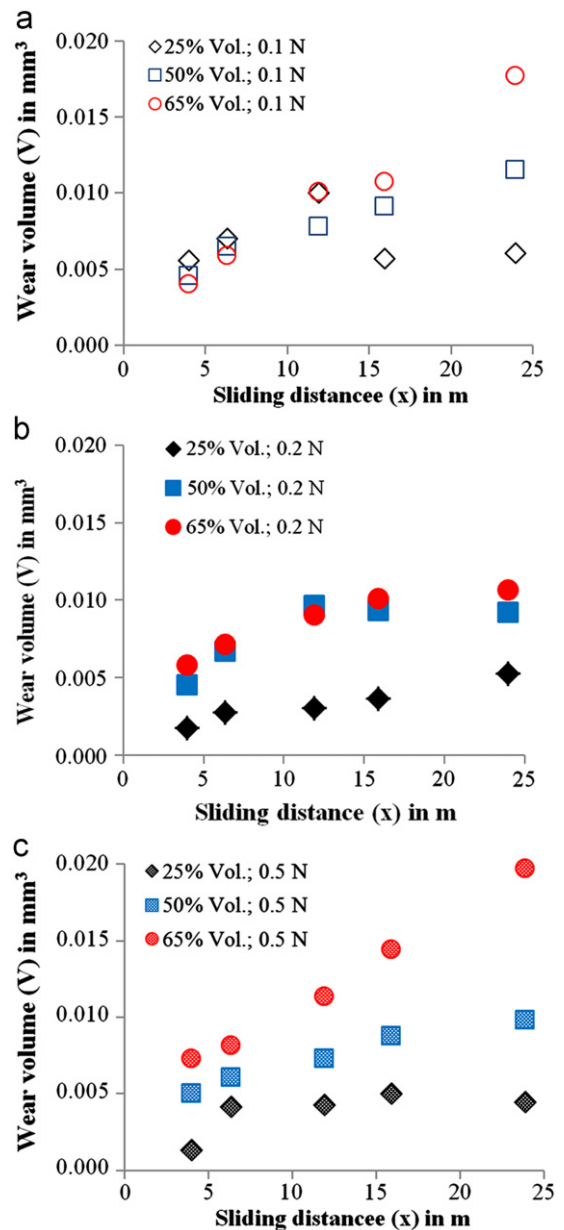 a
Wear volume (V) in mm³
0.020
0.015
0.010
0.005
0.000
25% Vol.; 0.1 N
50% Vol.; 0.1 N
65% Vol.; 0.1 N
0 5 10 15 20 25
Sliding distancee (x) in m
b
Wear volume (V) in mm³
0.020
0.015
0.010
0.005
0.000
25% Vol.; 0.2 N
50% Vol.; 0.2 N
65% Vol.; 0.2 N
0 5 10 15 20 25
Sliding distancee (x) in m
c
Wear volume (V) in mm³
0.020
0.015
0.010
0.005
0.000
25% Vol.; 0.5 N
50% Vol.; 0.5 N
65% Vol.; 0.5 N
0 5 10 15 20 25
Sliding distancee (x) in m